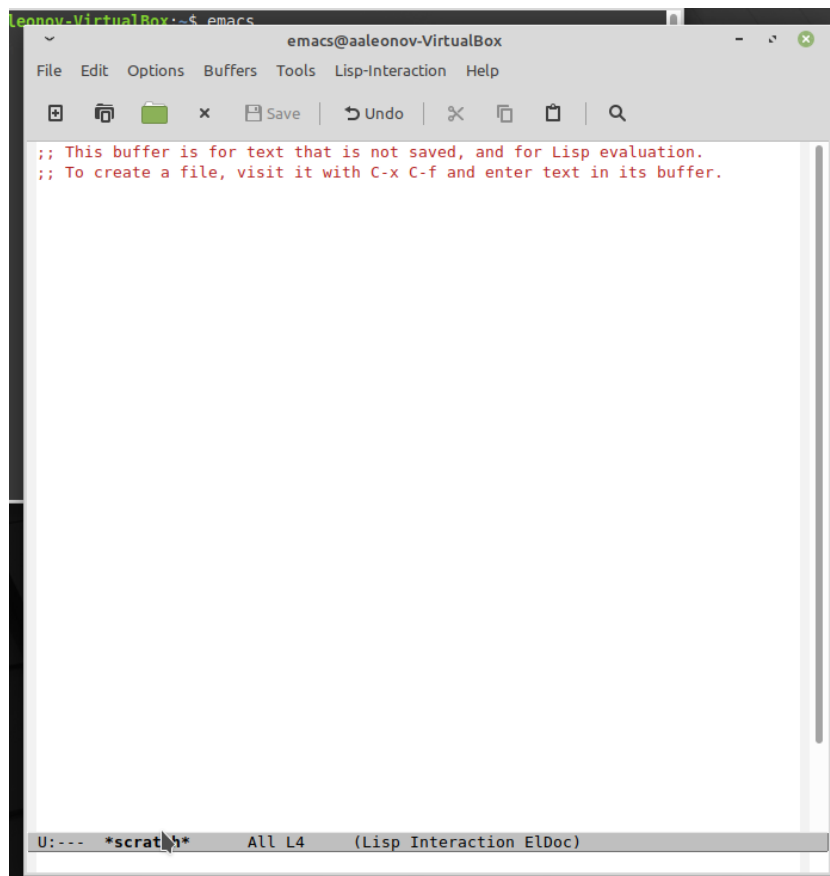 leonov-VirtualBox:~$ emacs
emacs@aaleonov-VirtualBox
File Edit Options Buffers Tools Lisp-Interaction Help
Save Undo
;; This buffer is for text that is not saved, and for Lisp evaluation.
;; To create a file, visit it with C-x C-f and enter text in its buffer.
U:--- *scratch* All L4 (Lisp Interaction ElDoc)